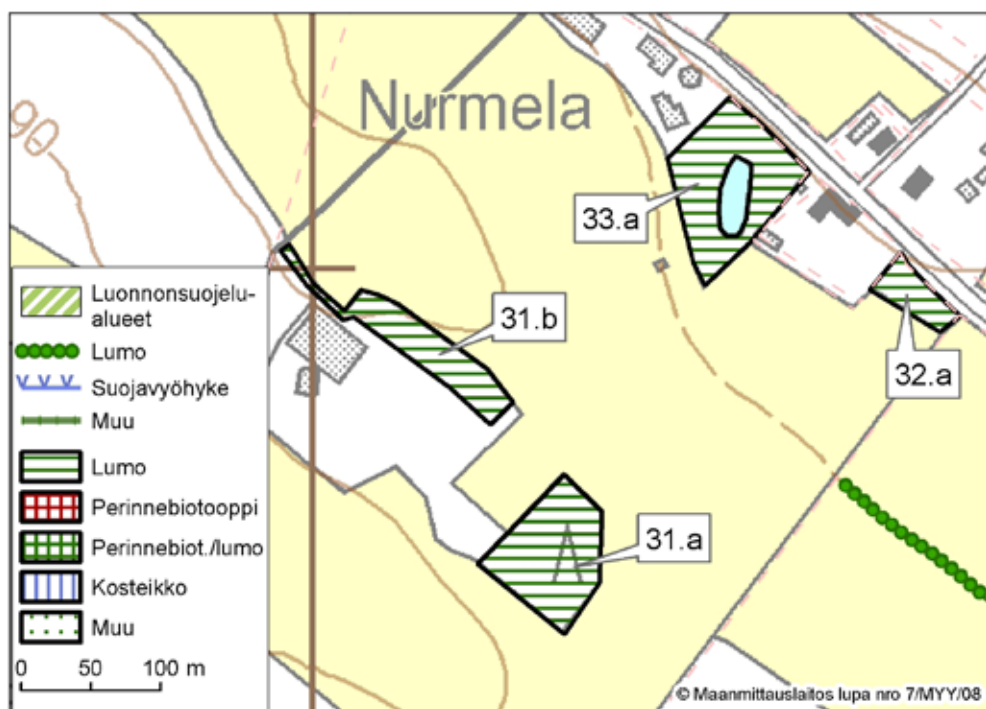 Nurmela
90
33.a
31.b
32.a
31.a
Luonnonsuojelu-
alueet
Lumo
Suojavyöhyke
Muu
Lumo
Perinnebiotooppi
Perinnebiot./lumo
Kosteikko
Muu
0 50 100 m
© Maanmittauslaitos lupa nro 7/MYY/08